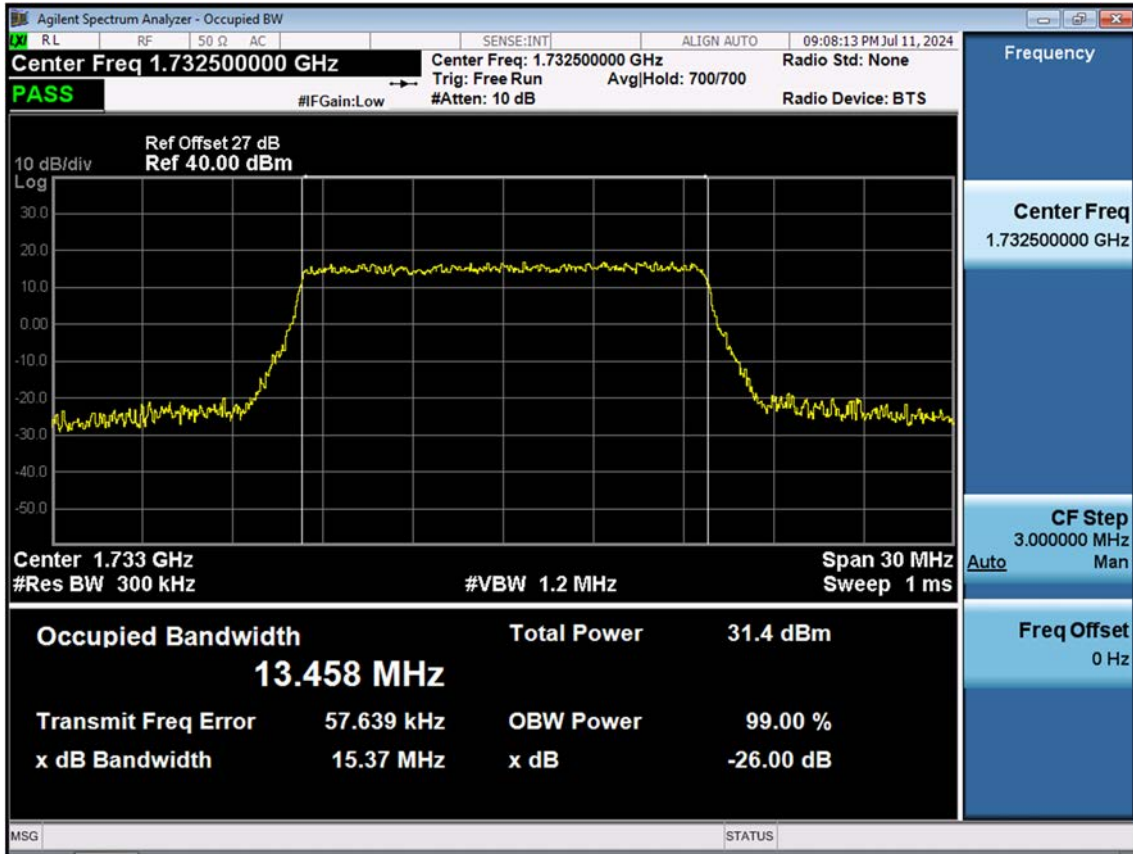 Agilent Spectrum Analyzer - Occupied BW
LXI RL RF 50 Ω AC SENSE:INT ALIGN AUTO 09:08:13 PM Jul 11, 2024
Center Freq 1.732500000 GHz
PASS
#IFGain:Low
Center Freq: 1.732500000 GHz
Trig: Free Run Avg|Hold: 700/700
#Atten: 10 dB
Radio Std: None
Radio Device: BTS
Ref Offset 27 dB
10 dB/div Ref 40.00 dBm
Log
30.0
20.0
10.0
0.00
-10.0
-20.0
-30.0
-40.0
-50.0
Center 1.733 GHz Span 30 MHz
#Res BW 300 kHz #VBW 1.2 MHz Sweep 1 ms
Occupied Bandwidth Total Power 31.4 dBm
13.458 MHz
Transmit Freq Error 57.639 kHz OBW Power 99.00 %
x dB Bandwidth 15.37 MHz x dB -26.00 dB
MSG STATUS
Frequency
Center Freq
1.732500000 GHz
CF Step
3.000000 MHz
Auto Man
Freq Offset
0 Hz